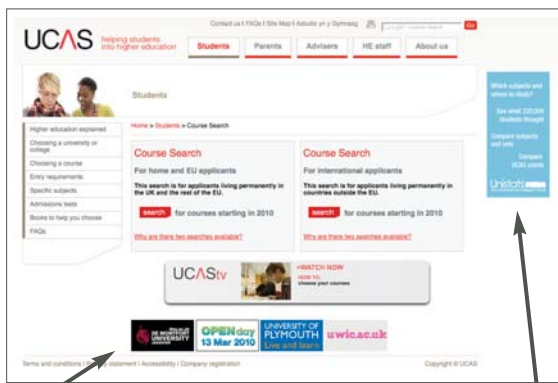 Contact us | FAQs | Site Map | Adsodio yn y Gymraeg
Go
UCAS helping students into higher education
Students
Parents
Advisers
HE staff
About us
Students
Home > Students > Course Search
Higher education explained
Choosing a university or
college
Choosing a course
Entry requirements
Specific subjects
Admissions tests
Books to help you choose
FAQs
Course Search
For home and EU applicants
This search is for applicants living permanently in
the UK and the rest of the EU.
search for courses starting in 2010
Why are there two searches available?
Course Search
For international applicants
This search is for applicants living permanently in
countries outside the EU.
search for courses starting in 2010
Why are there two searches available?
Which subjects and
where to study?
See what 220,000
students thought
Compare subjects
and unis
Compare
UCAS points
Unistats
UCAStv
»WATCH NOW
HOW TO:
choose your courses
DE MONTFORT
UNIVERSITY
LEICESTER
OPEN day
13 Mar 2010
UNIVERSITY OF
PLYMOUTH
Live and learn
uwic.ac.uk
Terms and conditions | Privacy statement | Accessibility | Company registration
Copyright © UCAS